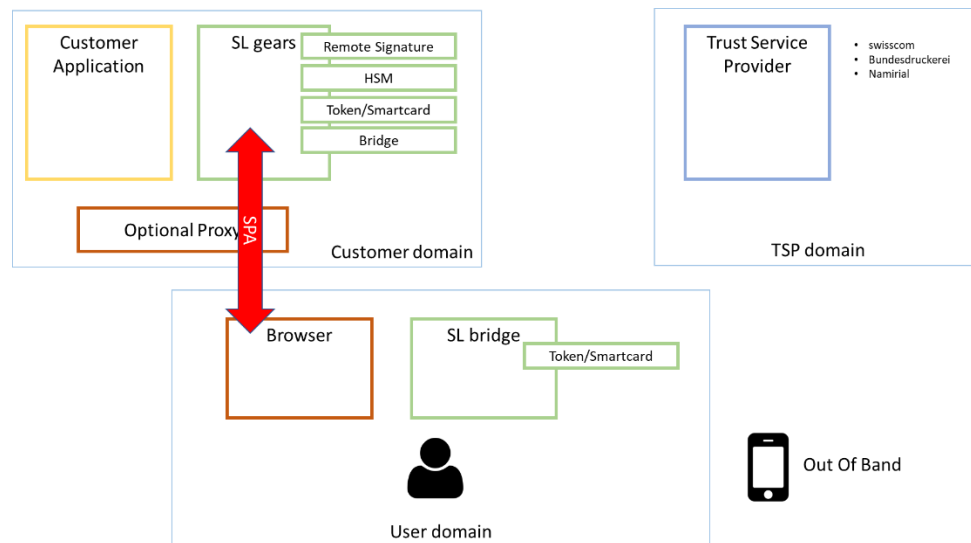 Customer
Application
SL gears
Remote Signature
HSM
Token/Smartcard
Bridge
SPA
Optional Proxy
Customer domain
Trust Service
Provider
• swisscom
• Bundesdruckerei
• Namirial
TSP domain
Browser
SL bridge
Token/Smartcard
User domain
Out Of Band